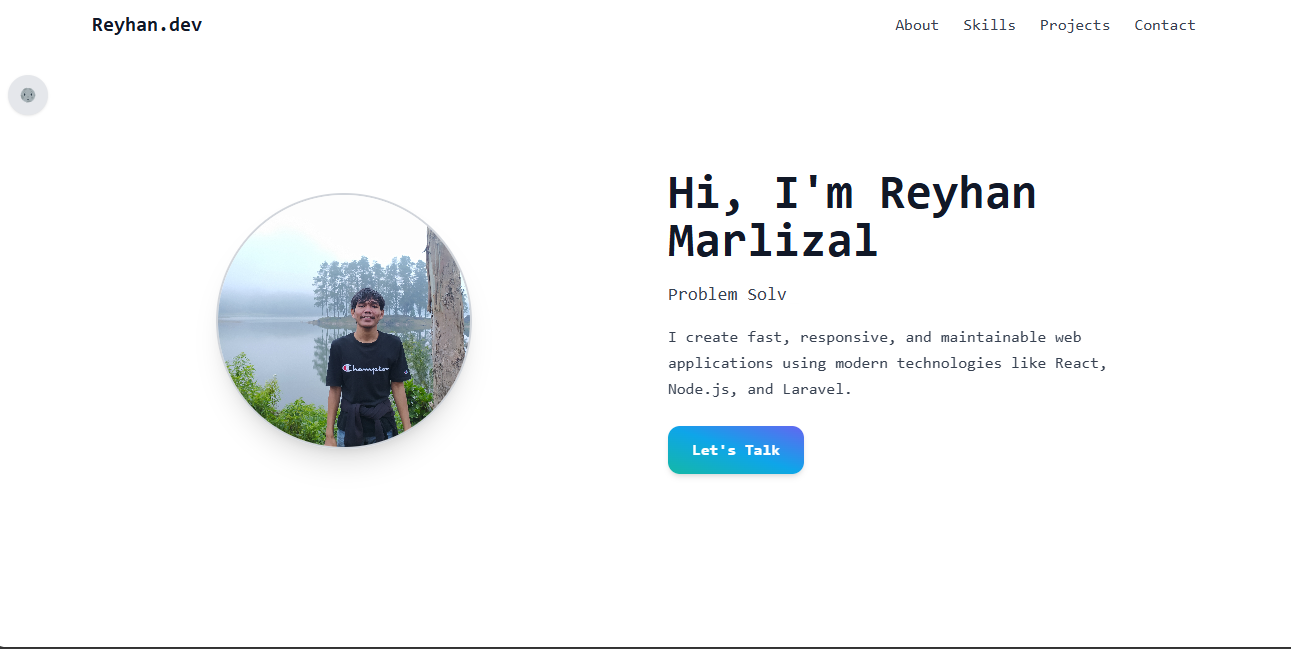 Reyhan.dev
About Skills Projects Contact
Hi, I'm Reyhan
Marlizal
Problem Solv
I create fast, responsive, and maintainable web
applications using modern technologies like React,
Node.js, and Laravel.
Let's Talk
Champion